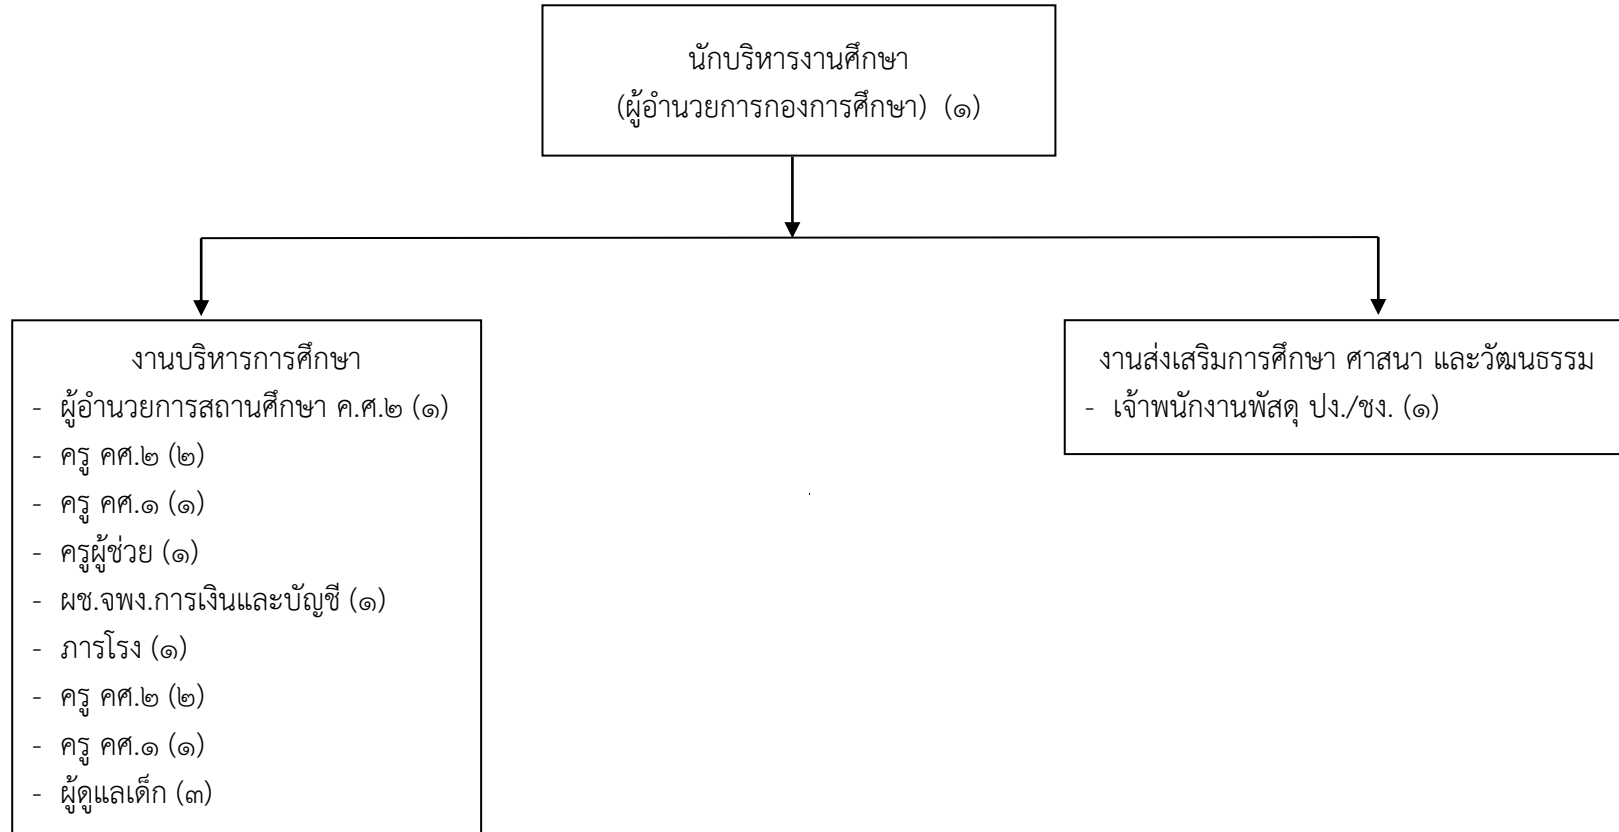 นักบริหารงานศึกษา
(ผู้อำนวยการกองการศึกษา) (๑)
งานบริหารการศึกษา
- ผู้อำนวยการสถานศึกษา ค.ศ.๒ (๑)
- ครู คศ.๒ (๒)
- ครู คศ.๑ (๑)
- ครูผู้ช่วย (๑)
- ผช.จพง.การเงินและบัญชี (๑)
- ภารโรง (๑)
- ครู คศ.๒ (๒)
- ครู คศ.๑ (๑)
- ผู้ดูแลเด็ก (๓)
งานส่งเสริมการศึกษา ศาสนา และวัฒนธรรม
- เจ้าพนักงานพัสดุ ปง./ชง. (๑)